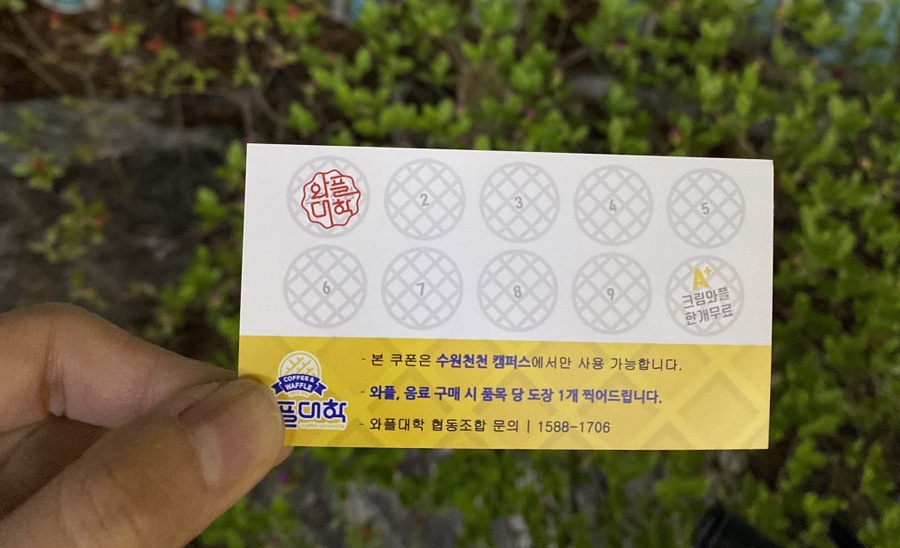 와플
대학
2
3
4
5
6
7
8
9
A+
크림와플
한개무료
COFFEE &
WAFFLE
플대학
- 본 쿠폰은 수원천천 캠퍼스에서만 사용 가능합니다.
- 와플, 음료 구매 시 품목 당 도장 1개 찍어드립니다.
- 와플대학 협동조합 문의 | 1588-1706